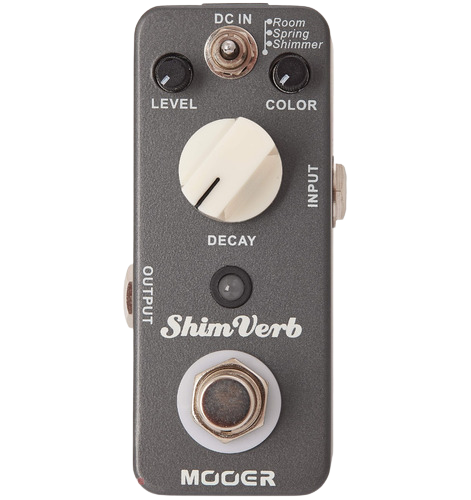 DC IN
Room
Spring
Shimmer
LEVEL
COLOR
INPUT
DECAY
OUTPUT
ShimVerb
MOOER